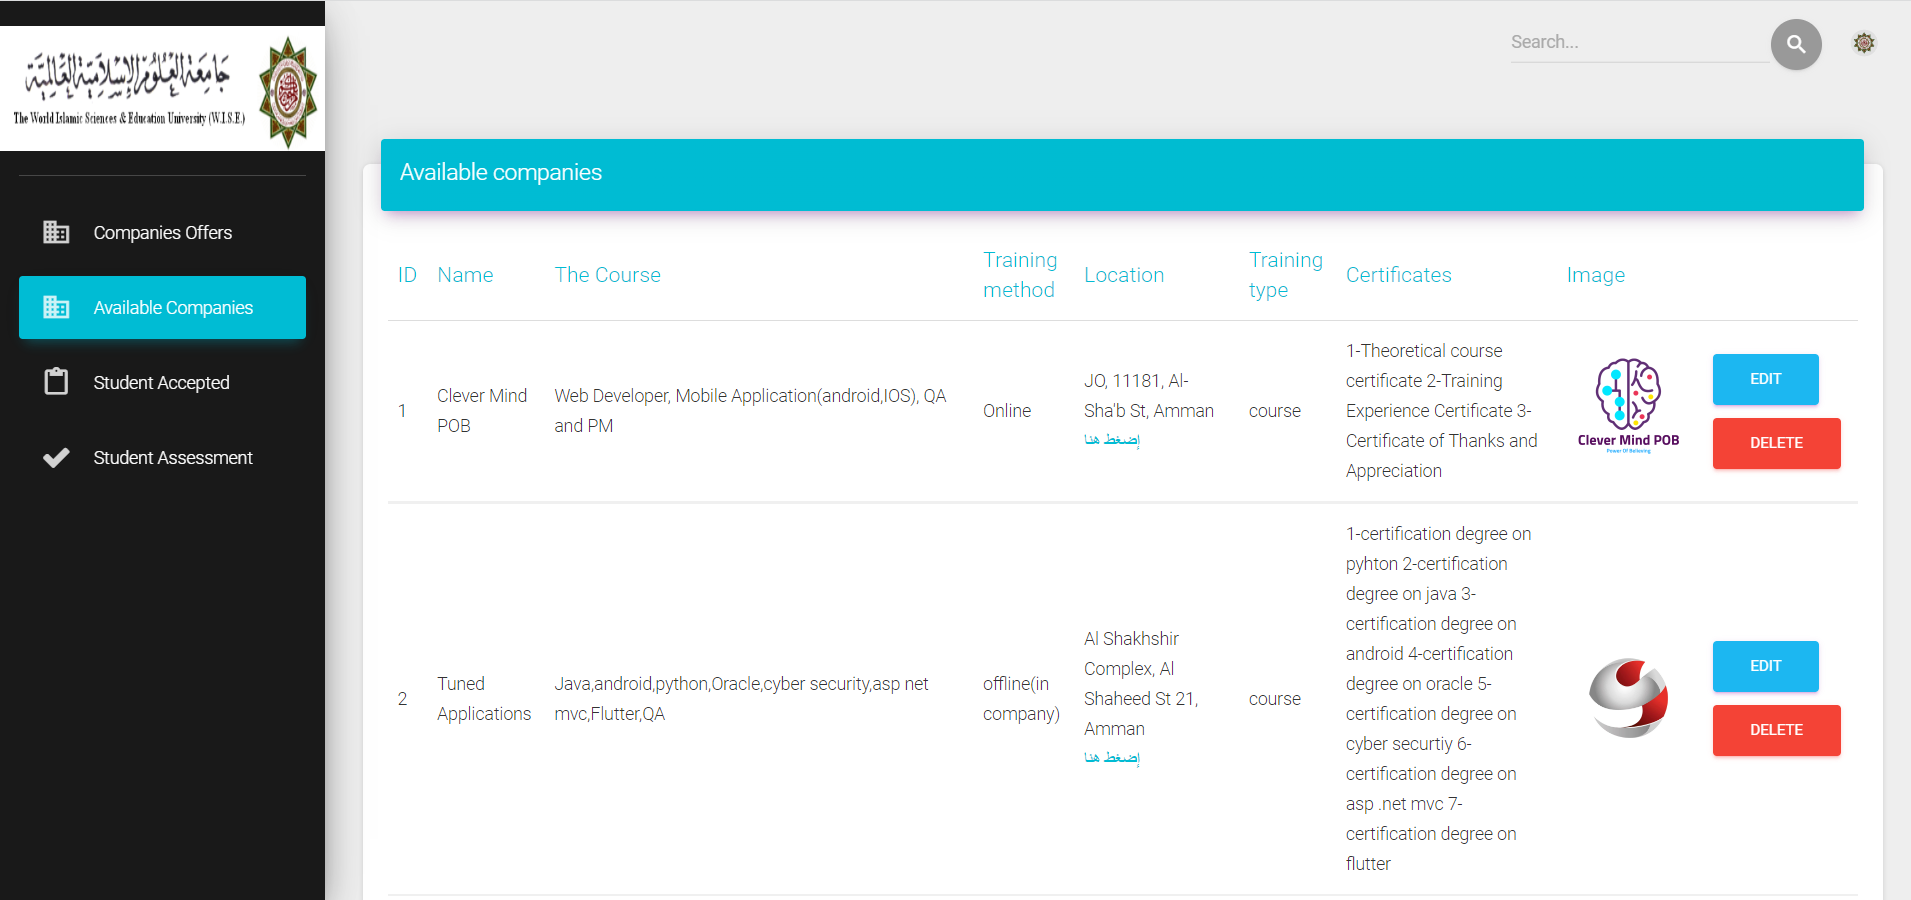 جامعة العلوم الإسلامية العالمية
The World Islamic Sciences & Education University (W.I.S.E.)
Search...
Companies Offers
Available Companies
Student Accepted
Student Assessment
Available companies
ID
Name
The Course
Training
method
Location
Training
type
Certificates
Image
1
Clever Mind
POB
Web Developer, Mobile Application(android,IOS), QA
and PM
Online
JO, 11181, Al-
Sha'b St, Amman
إضغط هنا
course
1-Theoretical course
certificate 2-Training
Experience Certificate 3-
Certificate of Thanks and
Appreciation
Clever Mind POB
Power Of Believing
EDIT
DELETE
2
Tuned
Applications
Java,android,python,Oracle,cyber security,asp net
mvc,Flutter,QA
offline(in
company)
Al Shakhshir
Complex, Al
Shaheed St 21,
Amman
إضغط هنا
course
1-certification degree on
pyhton 2-certification
degree on java 3-
certification degree on
android 4-certification
degree on oracle 5-
certification degree on
cyber securtiy 6-
certification degree on
asp .net mvc 7-
certification degree on
flutter
EDIT
DELETE